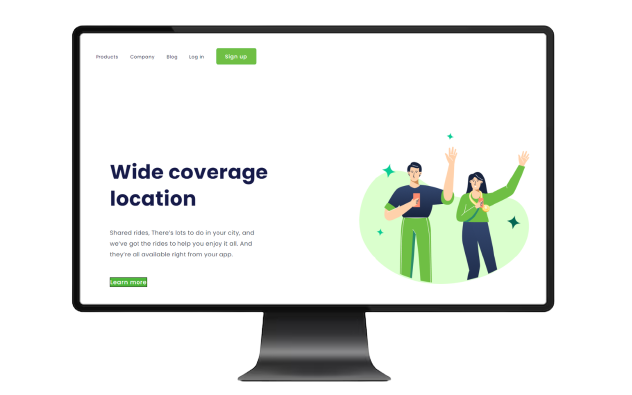 Products Company Blog Log in Sign up
Wide coverage
location
Shared rides, There's lots to do in your city, and
we've got the rides to help you enjoy it all. And
they're all available right from your app.
Learn more